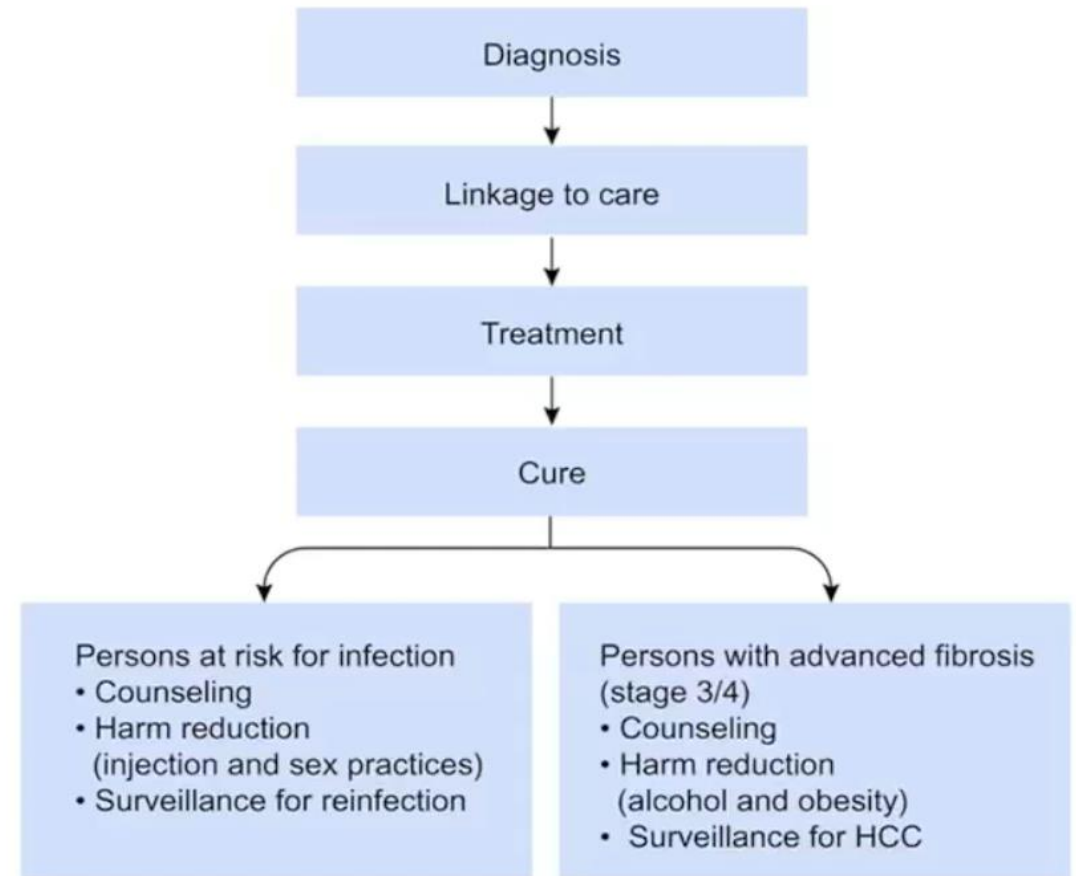 Diagnosis
Linkage to care
Treatment
Cure
Persons at risk for infection
• Counseling
• Harm reduction
(injection and sex practices)
• Surveillance for reinfection
Persons with advanced fibrosis
(stage 3/4)
• Counseling
• Harm reduction
(alcohol and obesity)
• Surveillance for HCC